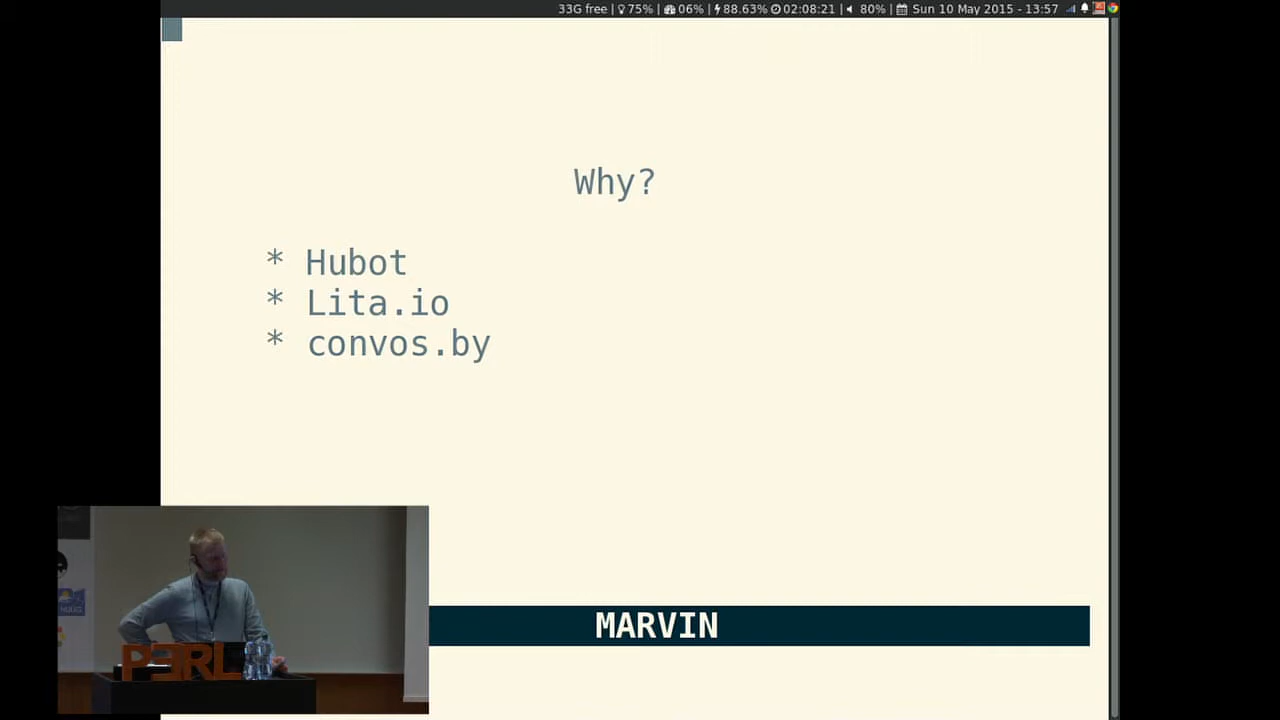 33G free | 75% | 06% | 88.63% 02:08:21 | 80% | Sun 10 May 2015 - 13:57
Why?
* Hubot
* Lita.io
* convos.by
MARVIN
PERL